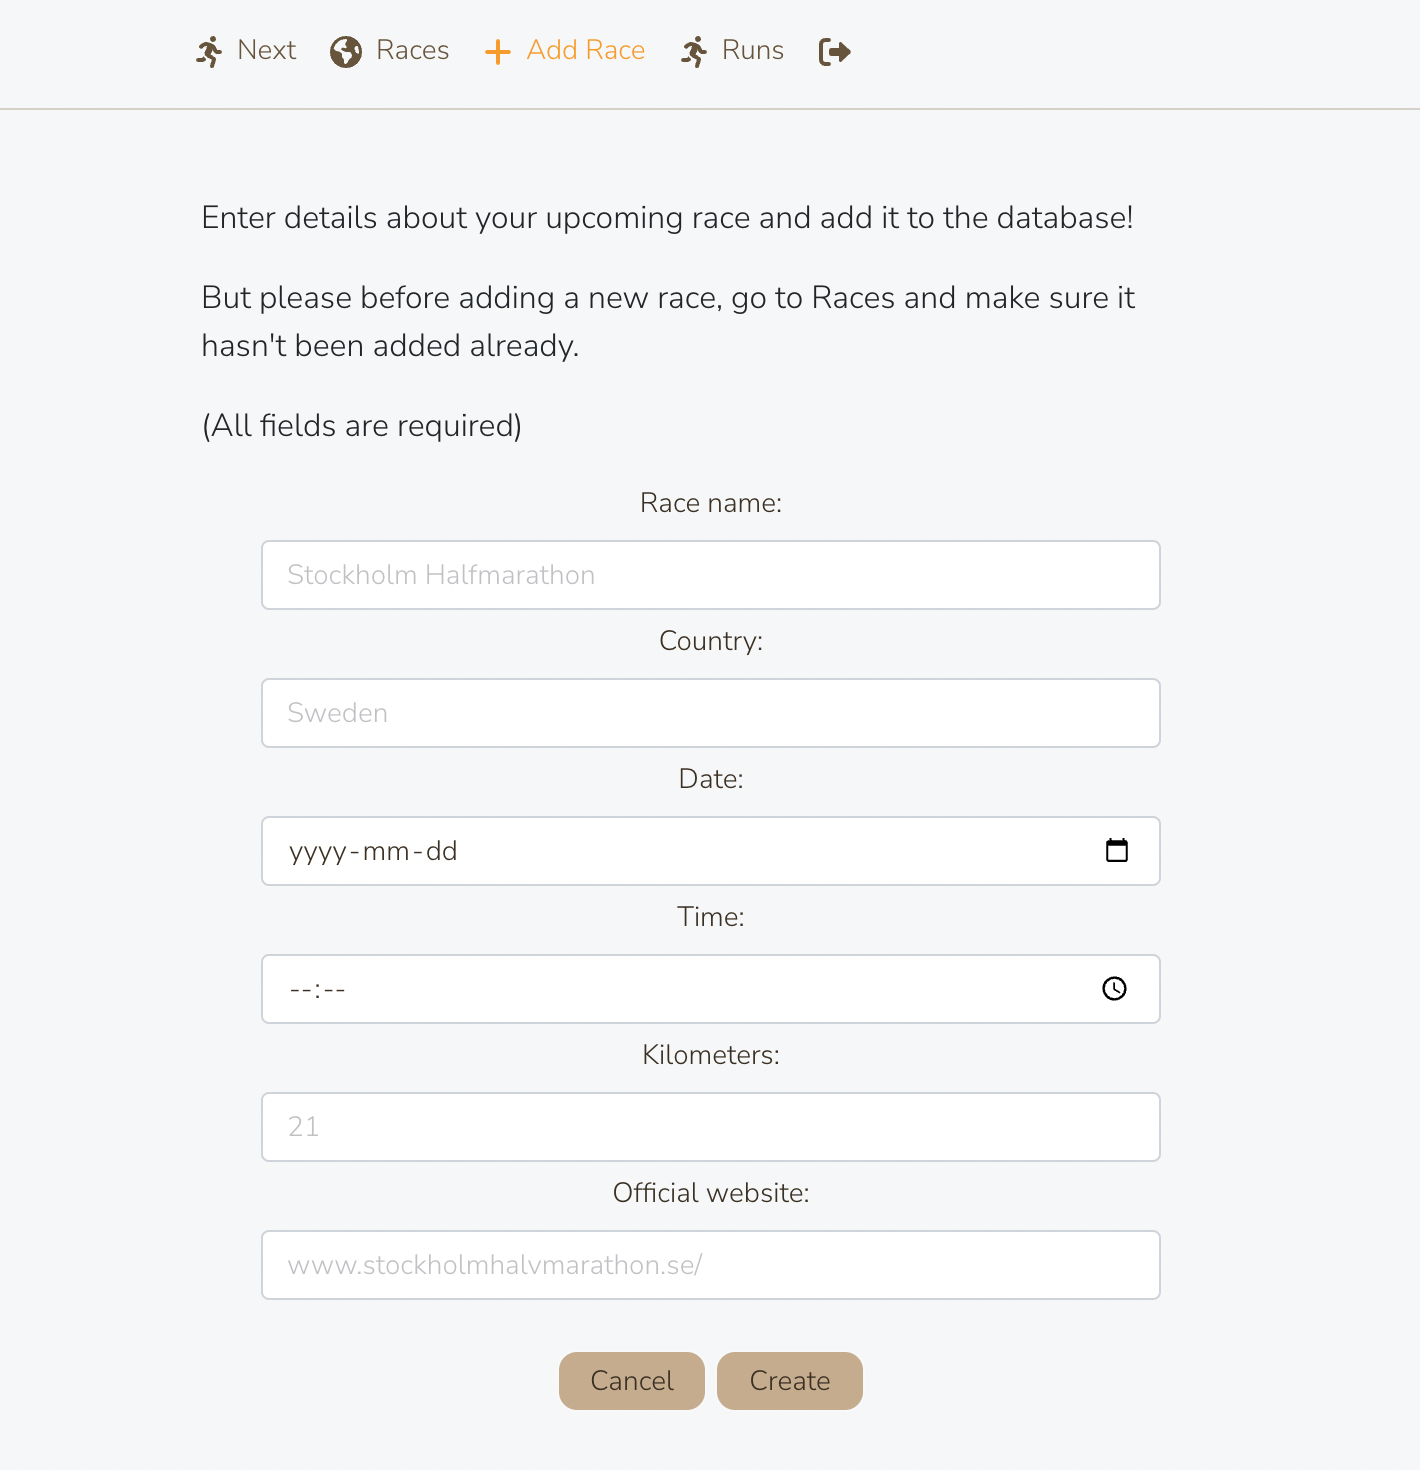 Next Races Add Race Runs
Enter details about your upcoming race and add it to the database!
But please before adding a new race, go to Races and make sure it
hasn't been added already.
(All fields are required)
Race name:
Stockholm Halfmarathon
Country:
Sweden
Date:
yyyy-mm-dd
Time:
--:--
Kilometers:
21
Official website:
www.stockholmhalvmarathon.se/
Cancel Create